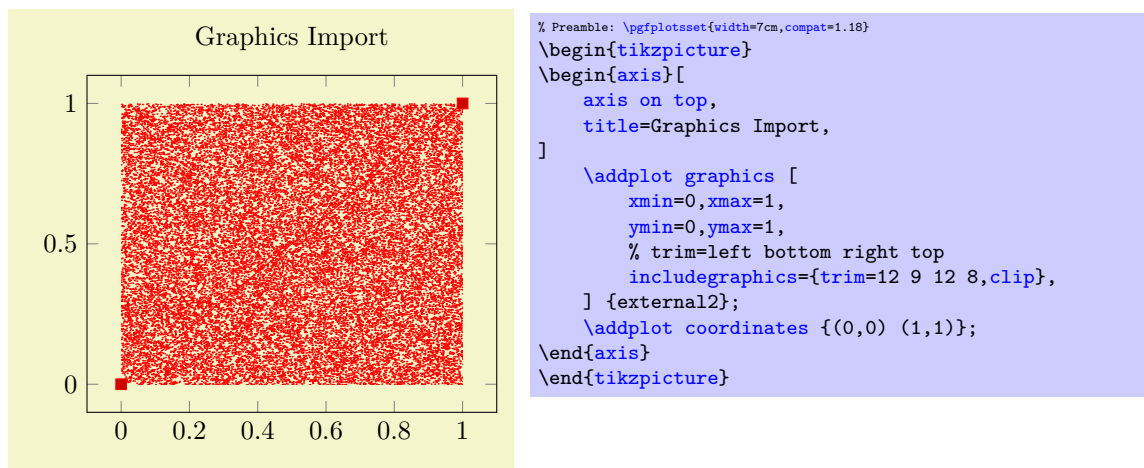 Graphics Import
1
0.5
0
0 0.2 0.4 0.6 0.8 1
% Preamble: \pgfplotsset{width=7cm,compat=1.18}
\begin{tikzpicture}
\begin{axis}[
    axis on top,
    title=Graphics Import,
]
    \addplot graphics [
        xmin=0,xmax=1,
        ymin=0,ymax=1,
        % trim=left bottom right top
        includegraphics={trim=12 9 12 8,clip},
    ] {external2};
    \addplot coordinates {(0,0) (1,1)};
\end{axis}
\end{tikzpicture}